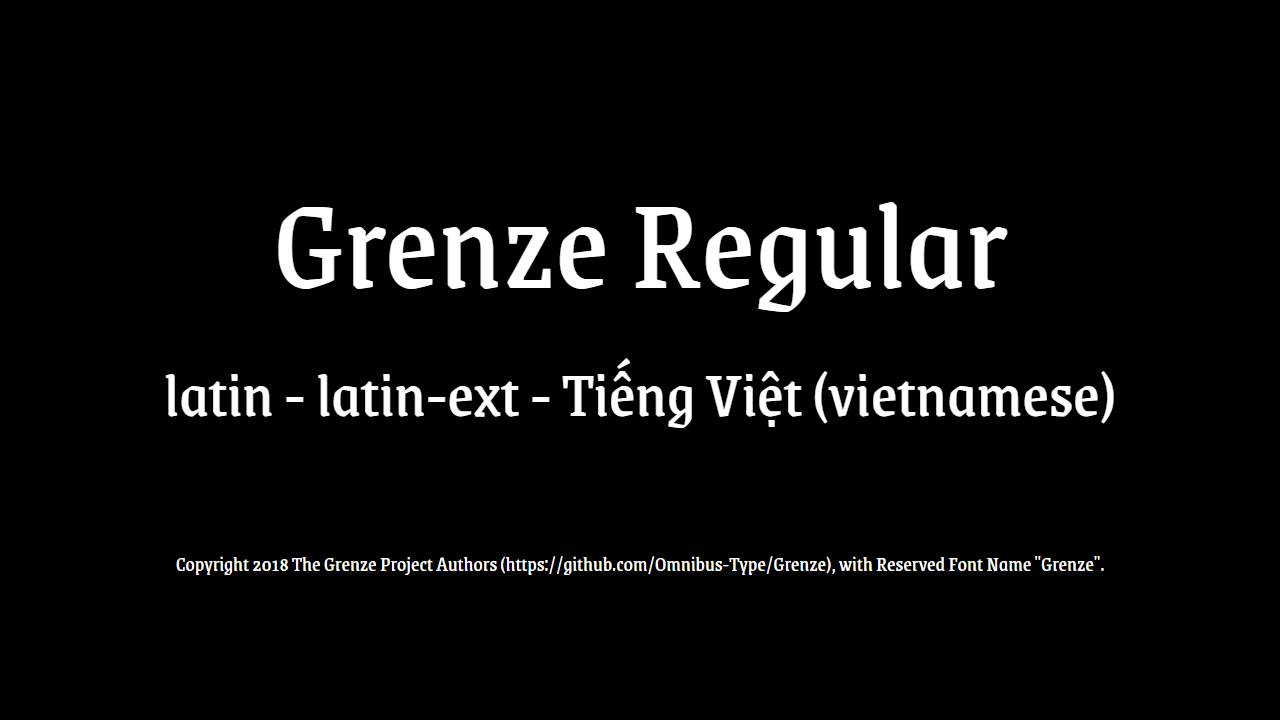 Grenze Regular
latin - latin-ext - Tiếng Việt (vietnamese)
Copyright 2018 The Grenze Project Authors (https://github.com/Omnibus-Type/Grenze), with Reserved Font Name "Grenze".